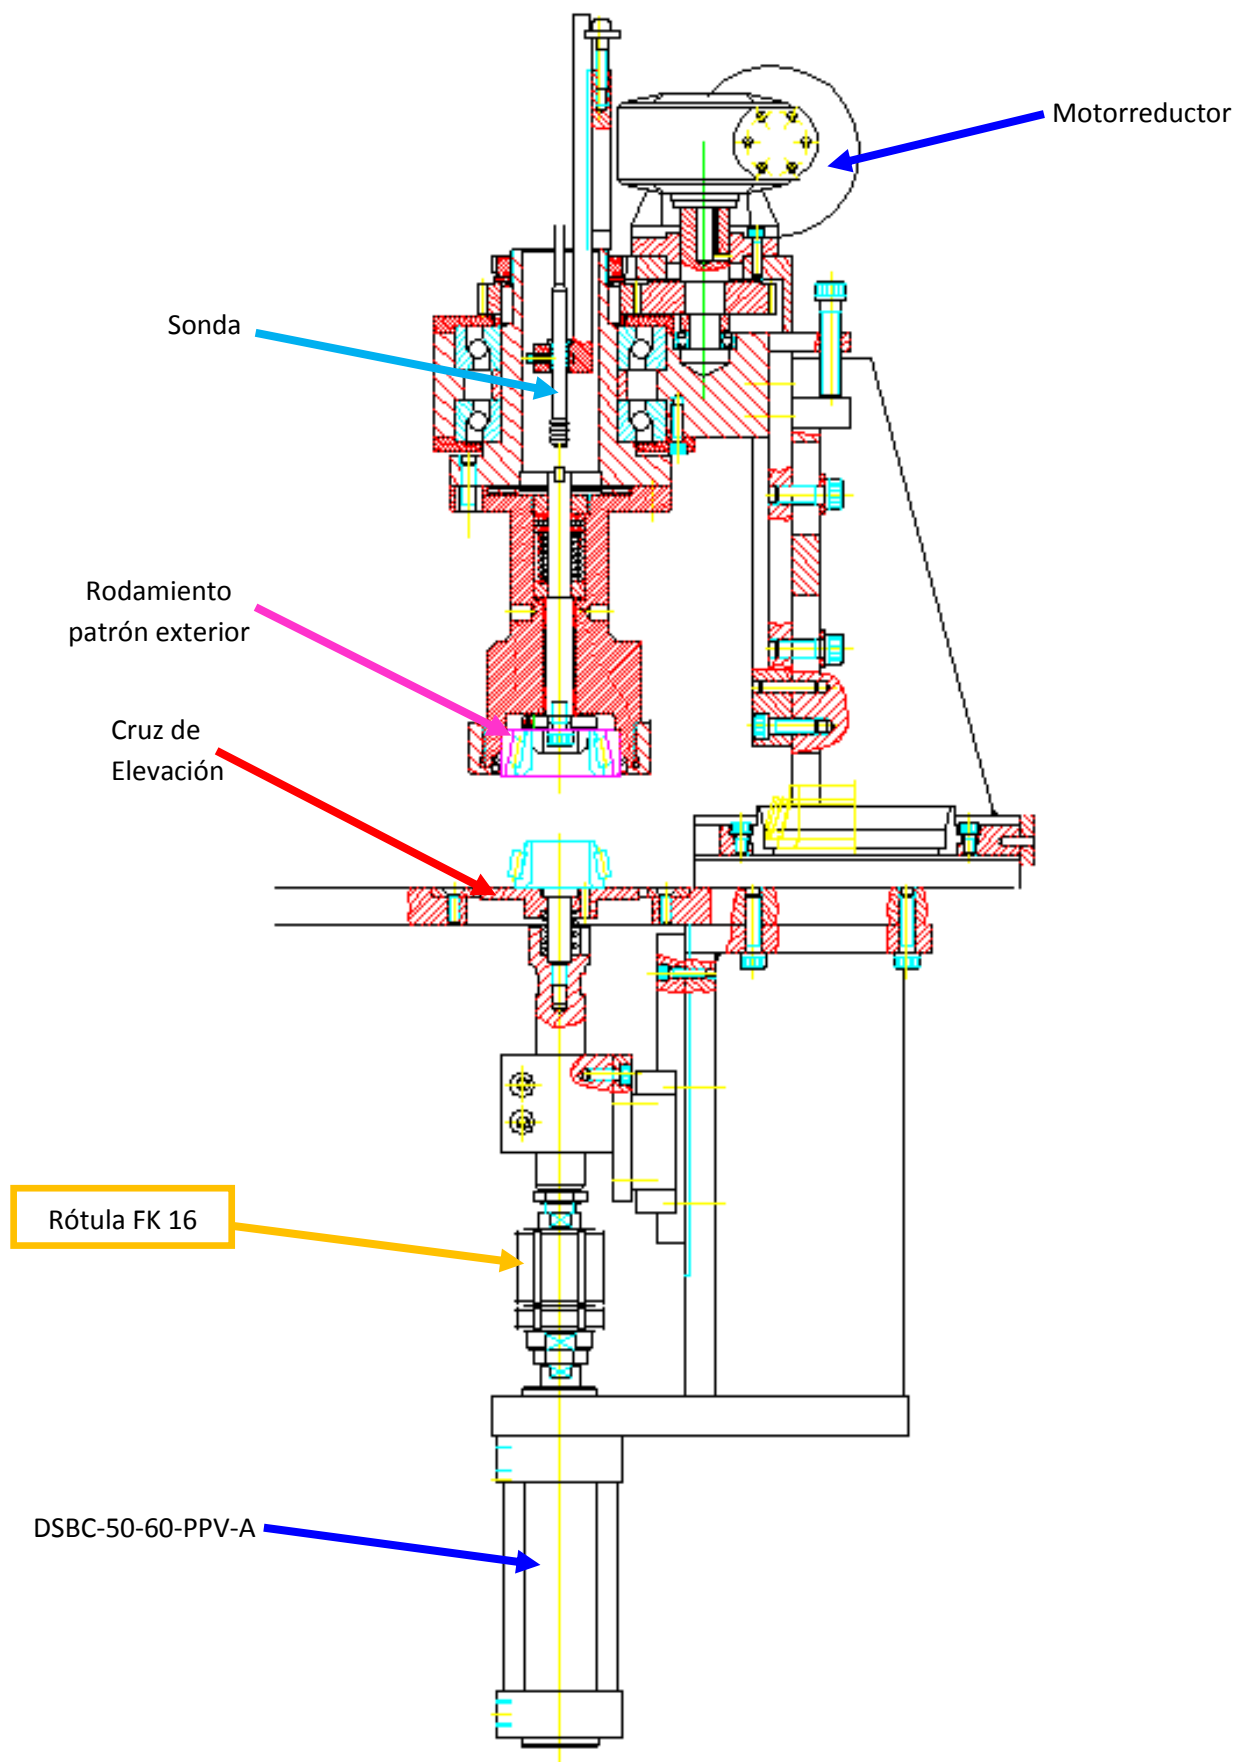 Motorreductor
Sonda
Rodamiento
patrón exterior
Cruz de
Elevación
Rótula FK 16
DSBC-50-60-PPV-A